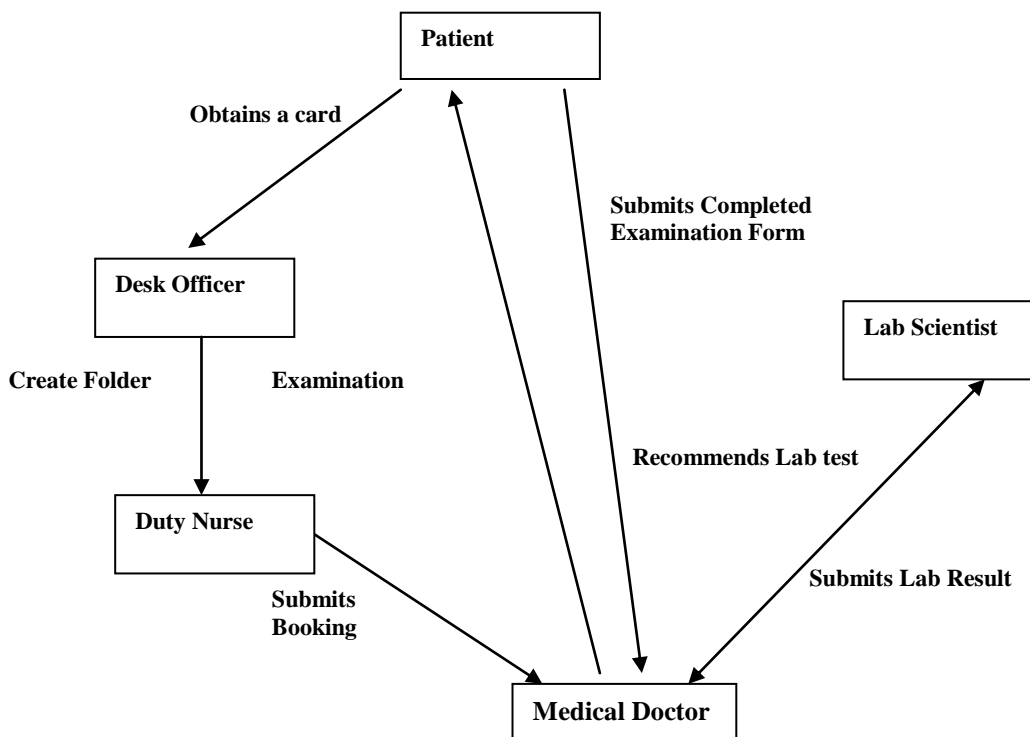 Patient
Obtains a card
Submits Completed
Examination Form
Desk Officer
Lab Scientist
Create Folder
Examination
Recommends Lab test
Duty Nurse
Submits Lab Result
Submits
Booking
Medical Doctor